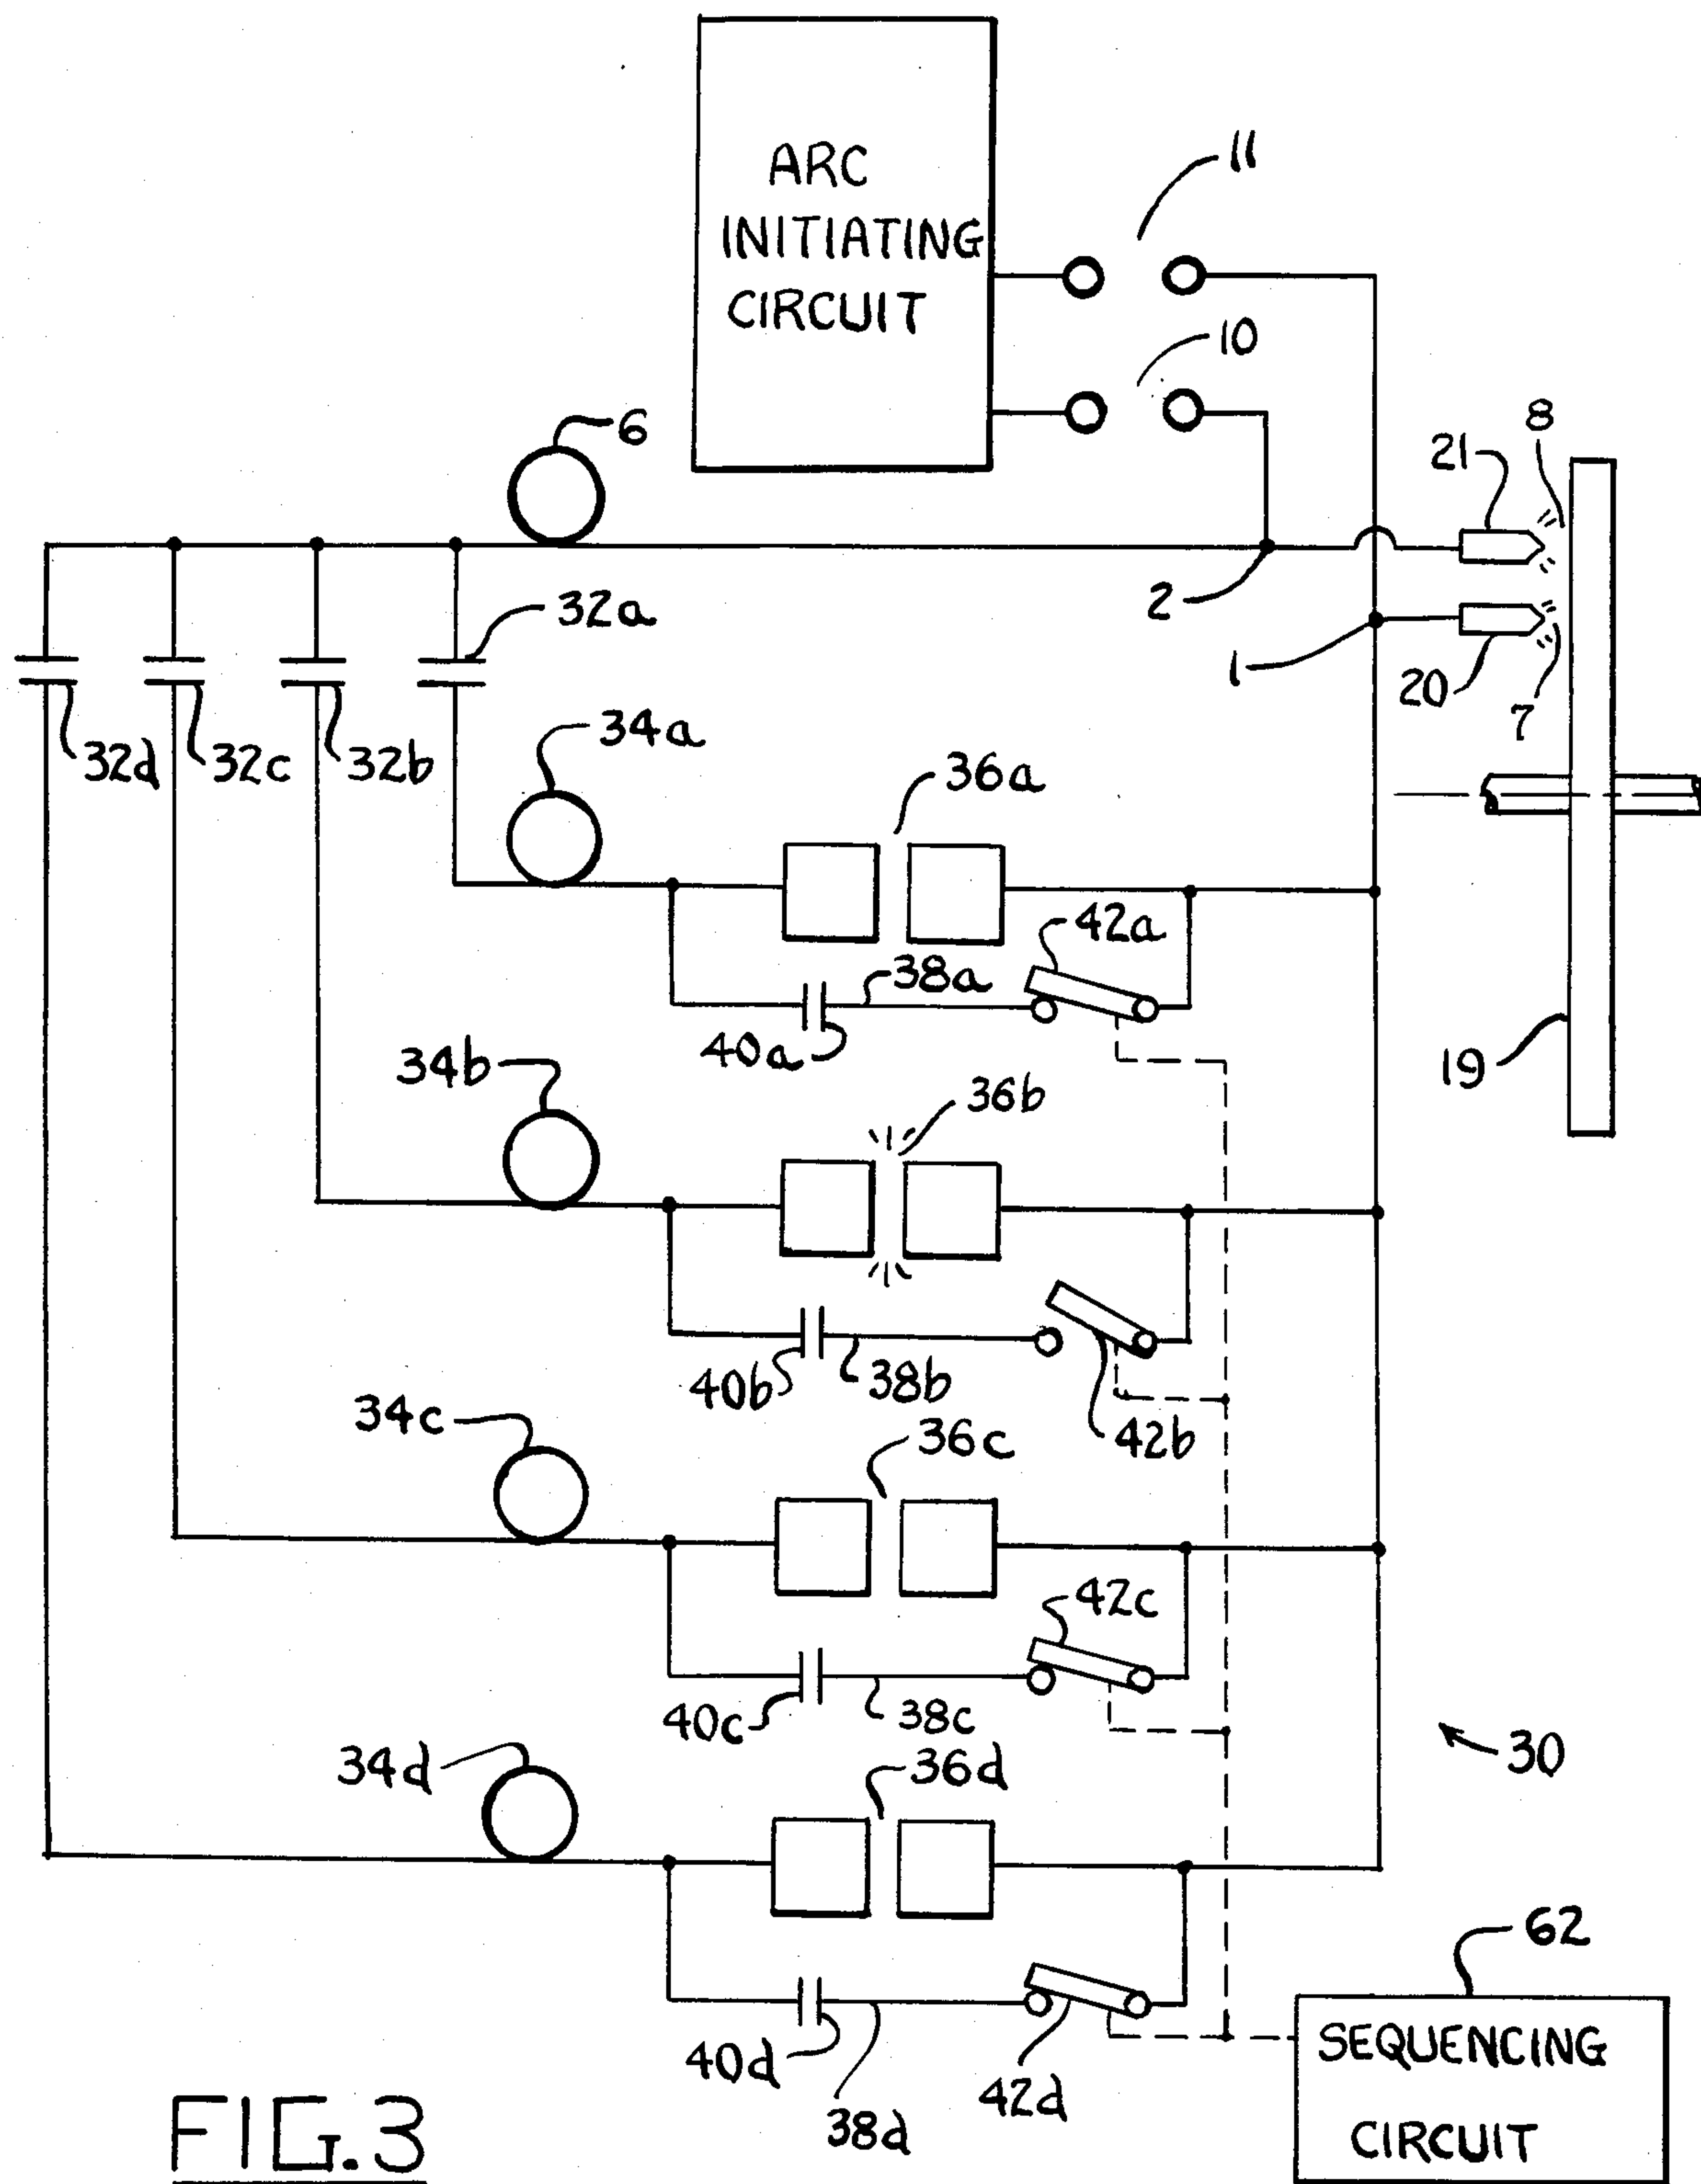 ARC
INITIATING
CIRCUIT
11
10
6
21
8
2
32a
1
20
7
32d
32c
32b
34a
36a
42a
38a
40a
34b
36b
19
40b
38b
42b
34c
36c
42c
40c
38c
30
34d
36d
62
40d
38d
42d
SEQUENCING
CIRCUIT
FIG.3